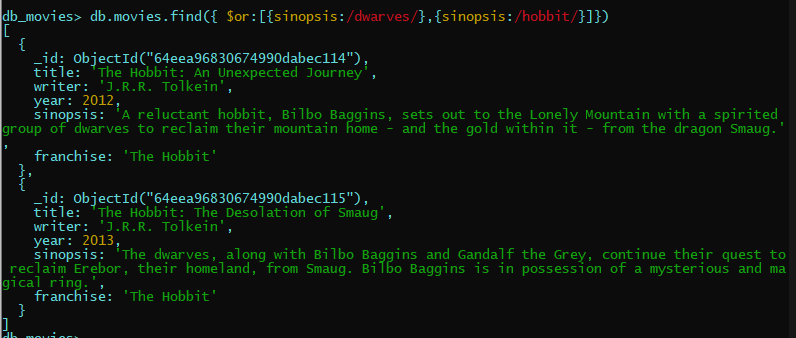 db_movies> db.movies.find({ $or:[{sinopsis:/dwarves/},{sinopsis:/hobbit/}]})
[
  {
    _id: ObjectId("64eea96830674990dabec114"),
    title: 'The Hobbit: An Unexpected Journey',
    writer: 'J.R.R. Tolkein',
    year: 2012,
    sinopsis: 'A reluctant hobbit, Bilbo Baggins, sets out to the Lonely Mountain with a spirited
group of dwarves to reclaim their mountain home - and the gold within it - from the dragon Smaug.'
,
    franchise: 'The Hobbit'
  },
  {
    _id: ObjectId("64eea96830674990dabec115"),
    title: 'The Hobbit: The Desolation of Smaug',
    writer: 'J.R.R. Tolkein',
    year: 2013,
    sinopsis: 'The dwarves, along with Bilbo Baggins and Gandalf the Grey, continue their quest to
 reclaim Erebor, their homeland, from Smaug. Bilbo Baggins is in possession of a mysterious and ma
gical ring.',
    franchise: 'The Hobbit'
  }
]
db_movies>